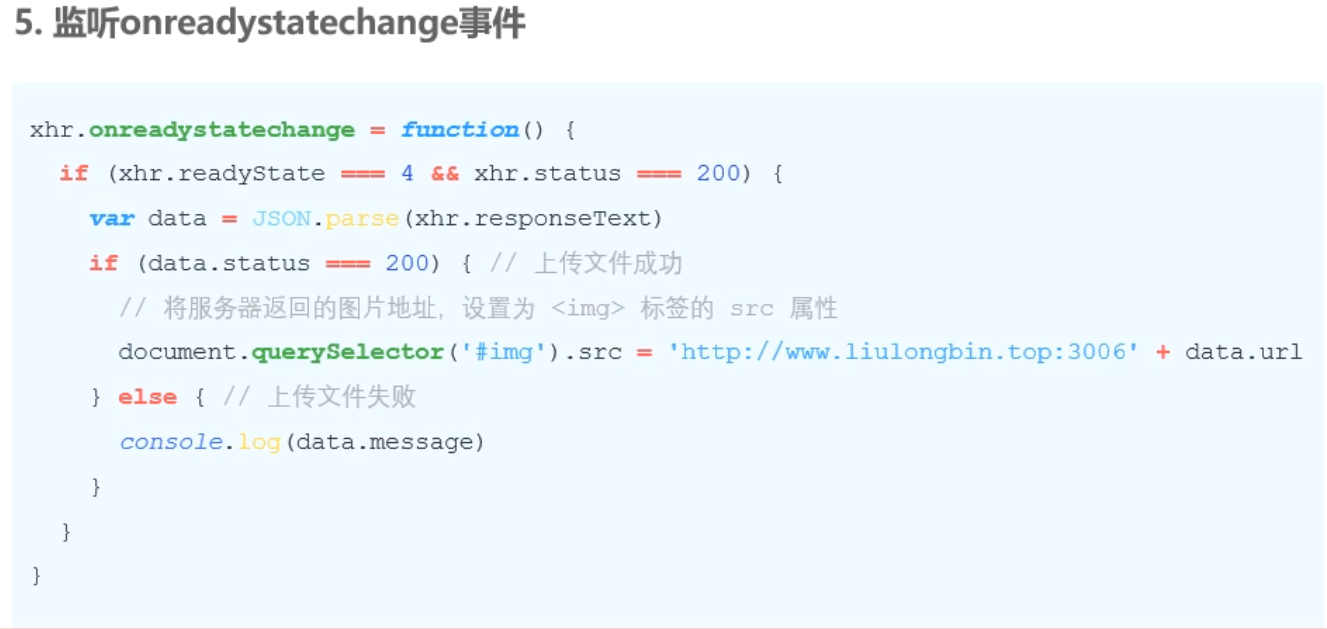 5. 监听onreadystatechange事件
xhr.onreadystatechange = function() {
  if (xhr.readyState === 4 && xhr.status === 200) {
    var data = JSON.parse(xhr.responseText)
    if (data.status === 200) { // 上传文件成功
      // 将服务器返回的图片地址，设置为 <img> 标签的 src 属性
      document.querySelector('#img').src = 'http://www.liulongbin.top:3006' + data.url
    } else { // 上传文件失败
      console.log(data.message)
    }
  }
}